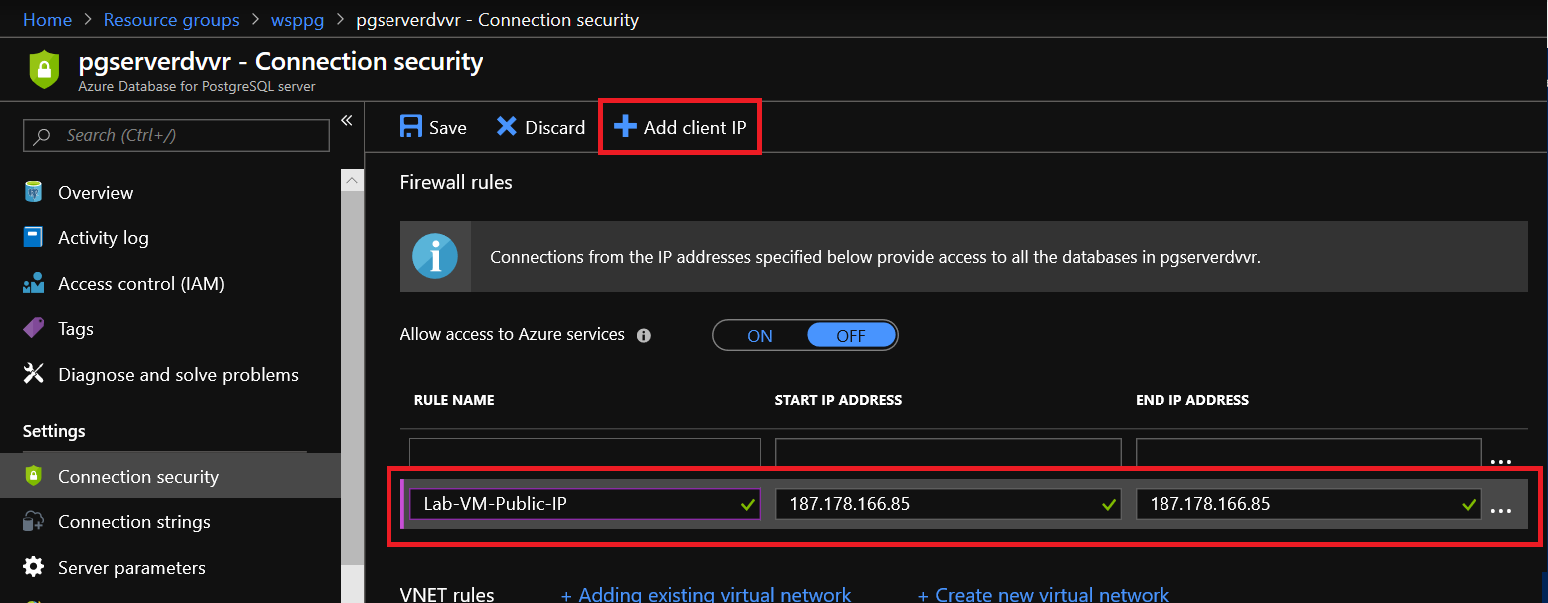 Home > Resource groups > wsppg > pgserverdvvr - Connection security
pgserverdvvr - Connection security
Azure Database for PostgreSQL server
Search (Ctrl+/)
«
Save Discard Add client IP
Overview
Activity log
Access control (IAM)
Tags
Diagnose and solve problems
Settings
Connection security
Connection strings
Server parameters
Firewall rules
Connections from the IP addresses specified below provide access to all the databases in pgserverdvvr.
Allow access to Azure services ON OFF
RULE NAME START IP ADDRESS END IP ADDRESS
...
Lab-VM-Public-IP 187.178.166.85 187.178.166.85 ...
VNET rules + Adding existing virtual network + Create new virtual network